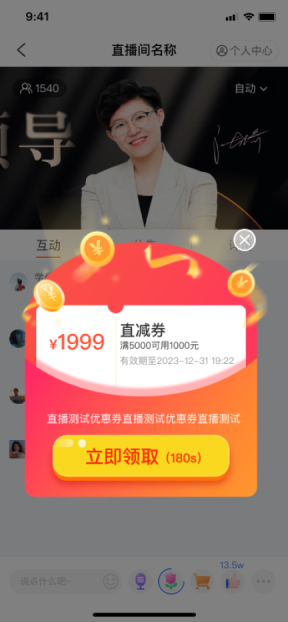 9:41
直播间名称
个人中心
1540
自动
领导
互动
¥1999
直减券
满5000可用1000元
有效期至2023-12-31 19:22
直播测试优惠券直播测试优惠券直播测试
立即领取（180s）
13.5w
说点什么吧~